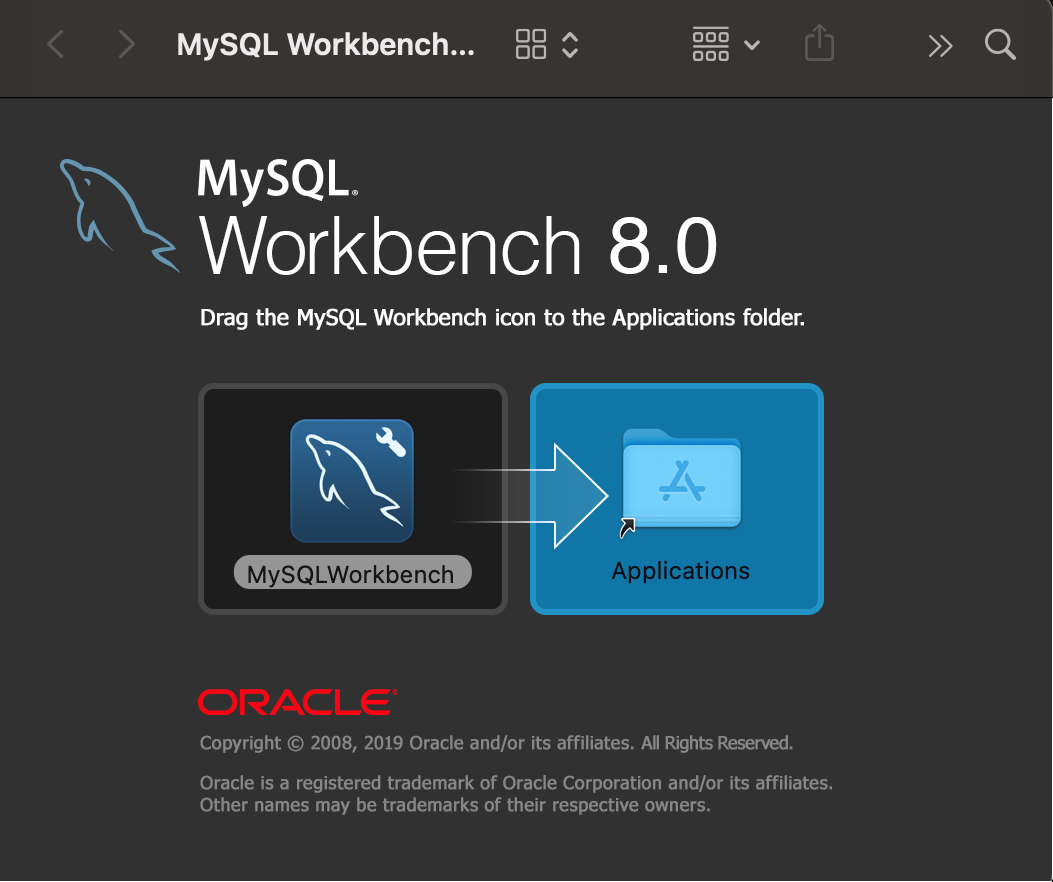 MySQL Workbench...
MySQL®
Workbench 8.0
Drag the MySQL Workbench icon to the Applications folder.
MySQLWorkbench
Applications
ORACLE®
Copyright © 2008, 2019 Oracle and/or its affiliates. All Rights Reserved.
Oracle is a registered trademark of Oracle Corporation and/or its affiliates.
Other names may be trademarks of their respective owners.